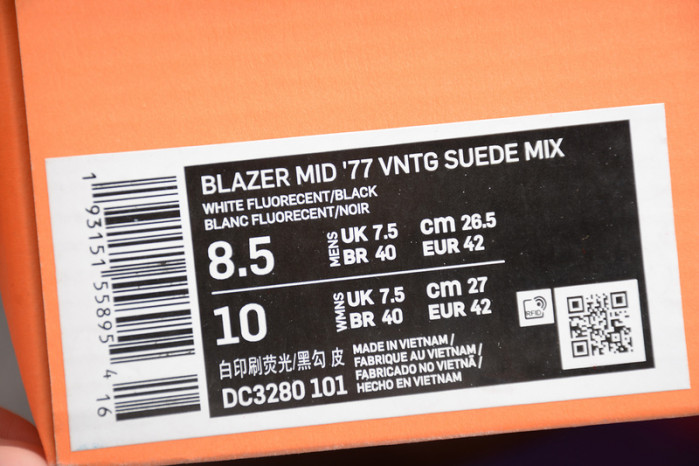 BLAZER MID '77 VNTG SUEDE MIX
WHITE FLUORECENT/BLACK
BLANC FLUORECENT/NOIR
8.5 MENS UK 7.5 cm 26.5
BR 40 EUR 42
10 WMNS UK 7.5 cm 27
BR 40 EUR 42
RFID
白印刷荧光/黑勾 皮
DC3280 101
MADE IN VIETNAM/
FABRIQUE AU VIETNAM/
FABRICADO NO VIETNÃ/
HECHO EN VIETNAM
1 93151 55895 4 16